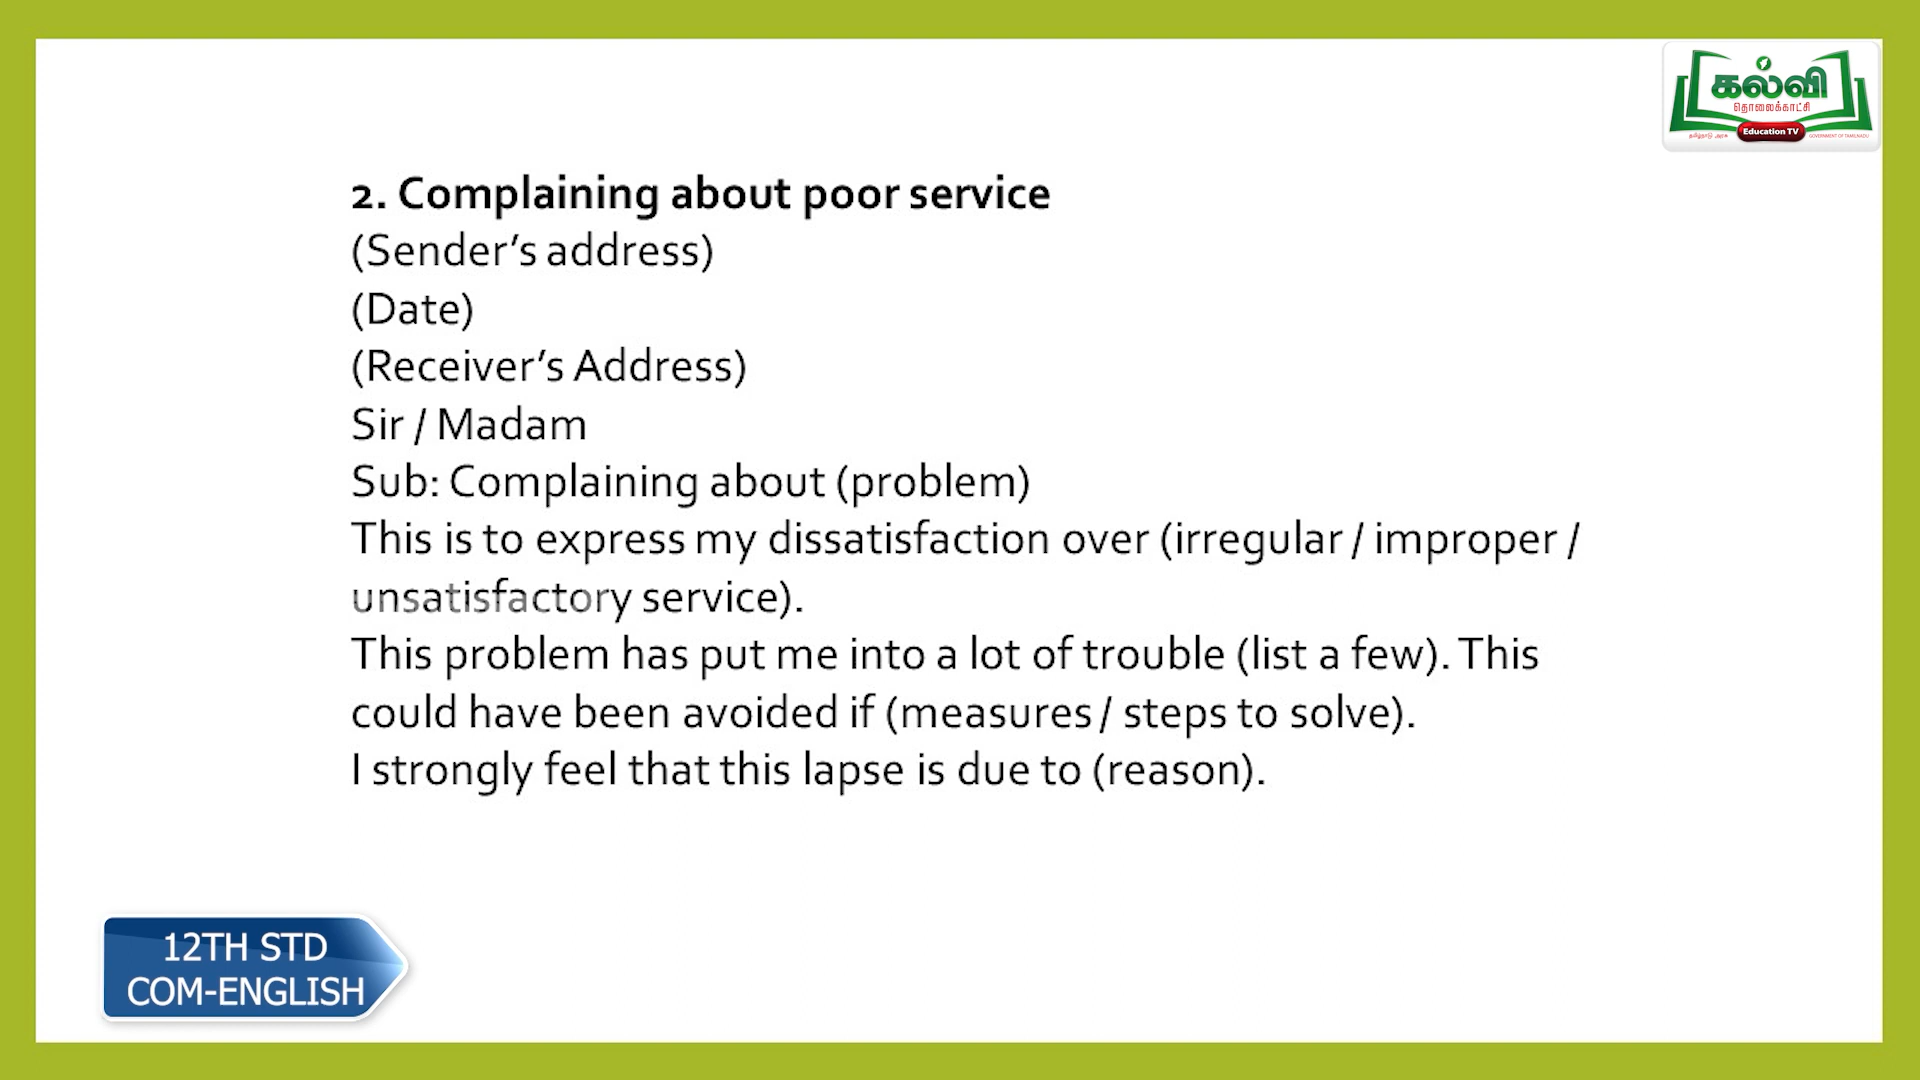 கல்வி
தொலைக்காட்சி
தமிழ்நாடு அரசு
Education TV
GOVERNMENT OF TAMILNADU
2. Complaining about poor service
(Sender’s address)
(Date)
(Receiver’s Address)
Sir / Madam
Sub: Complaining about (problem)
This is to express my dissatisfaction over (irregular / improper /
unsatisfactory service).
This problem has put me into a lot of trouble (list a few). This
could have been avoided if (measures / steps to solve).
I strongly feel that this lapse is due to (reason).
12TH STD
COM-ENGLISH